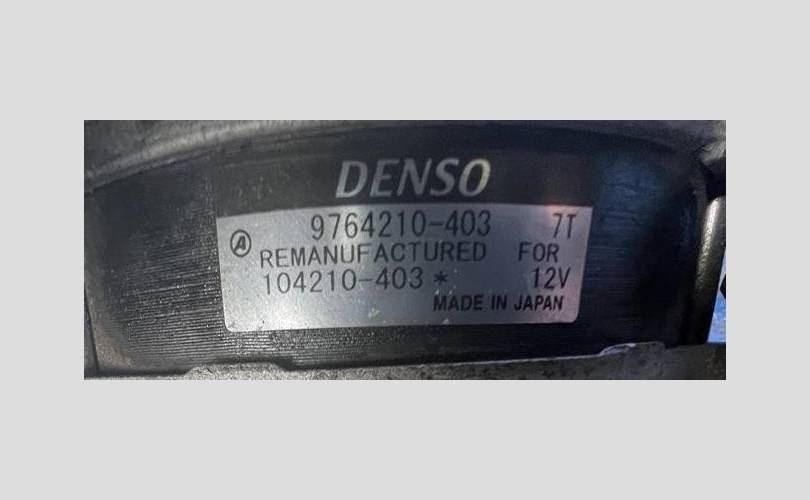 DENSO
9764210-403 7T
Ⓐ REMANUFACTURED FOR
104210-403 * 12V
MADE IN JAPAN